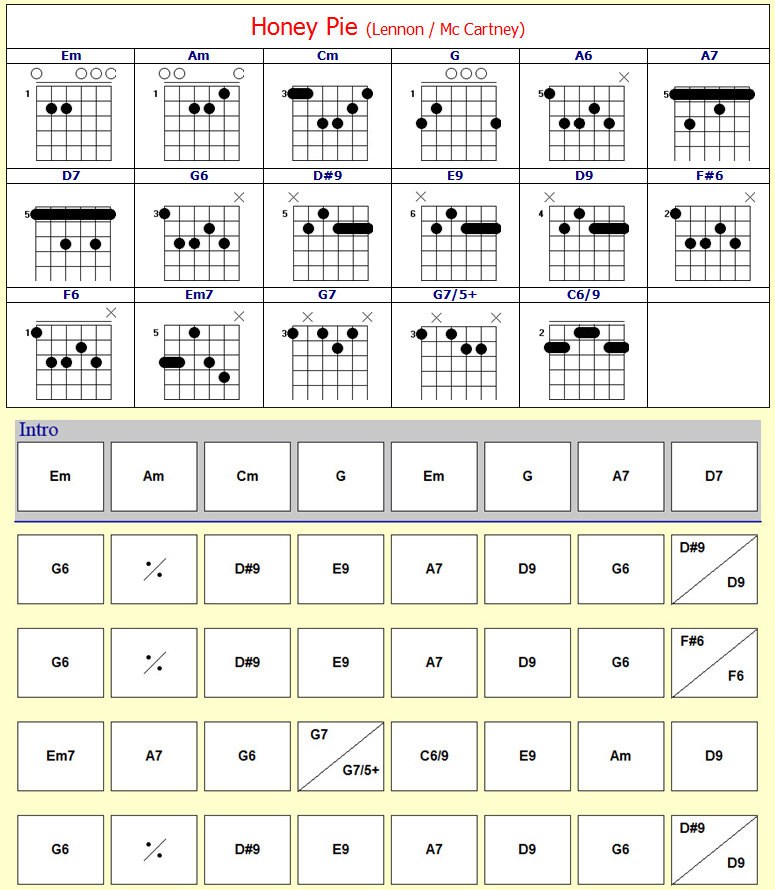 Honey Pie (Lennon / Mc Cartney)
Em Am Cm G A6 A7
1 1 3 1 5 5
D7 G6 D#9 E9 D9 F#6
5 3 5 6 4 2
F6 Em7 G7 G7/5+ C6/9
1 5 3 3 2
Intro
Em Am Cm G Em G A7 D7
G6 % D#9 E9 A7 D9 G6 D#9 D9
G6 % D#9 E9 A7 D9 G6 F#6 F6
Em7 A7 G6 G7 G7/5+ C6/9 E9 Am D9
G6 % D#9 E9 A7 D9 G6 D#9 D9